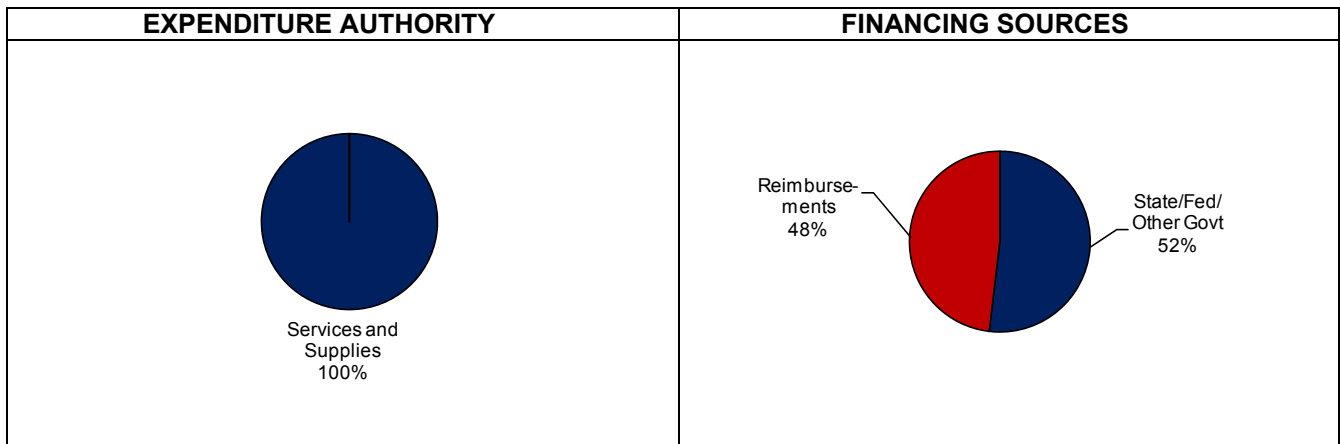 EXPENDITURE AUTHORITY
Services and
Supplies
100%
FINANCING SOURCES
Reimburse-
ments
48%
State/Fed/
Other Govt
52%